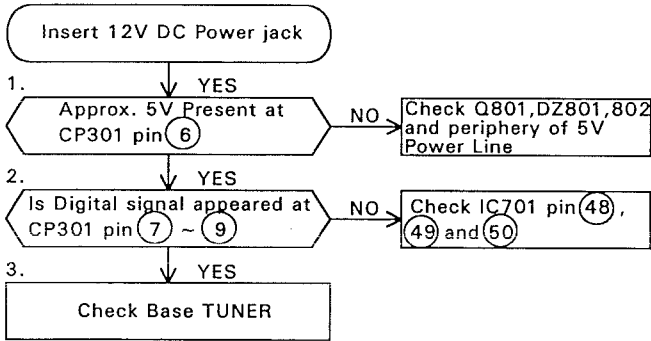 Insert 12V DC Power jack
1.
YES
Approx. 5V Present at
CP301 pin 6
NO
Check Q801,DZ801,802
and periphery of 5V
Power Line
2.
YES
Is Digital signal appeared at
CP301 pin 7 ~ 9
NO
Check IC701 pin 48 ,
49 and 50
3.
YES
Check Base TUNER